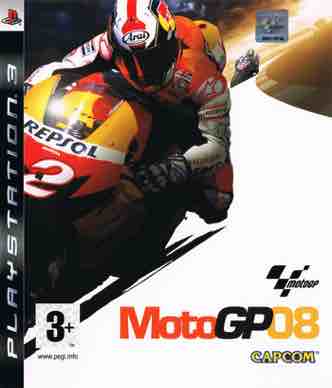 PLAYSTATION 3
Arai
REPSOL
2
motoGP
MotoGP08
CAPCOM
3+
www.pegi.info